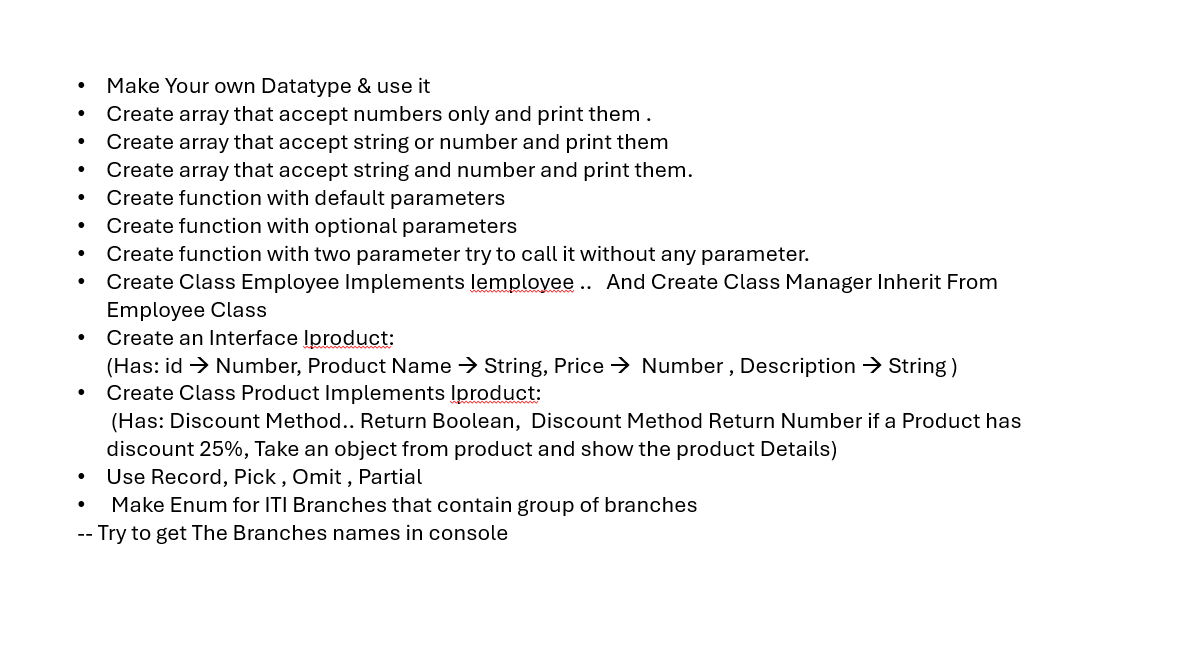 • Make Your own Datatype & use it
• Create array that accept numbers only and print them .
• Create array that accept string or number and print them
• Create array that accept string and number and print them.
• Create function with default parameters
• Create function with optional parameters
• Create function with two parameter try to call it without any parameter.
• Create Class Employee Implements Iemployee .. And Create Class Manager Inherit From
Employee Class
• Create an Interface Iproduct:
(Has: id → Number, Product Name → String, Price → Number , Description → String )
• Create Class Product Implements Iproduct:
(Has: Discount Method.. Return Boolean, Discount Method Return Number if a Product has
discount 25%, Take an object from product and show the product Details)
• Use Record, Pick , Omit , Partial
• Make Enum for ITI Branches that contain group of branches
-- Try to get The Branches names in console